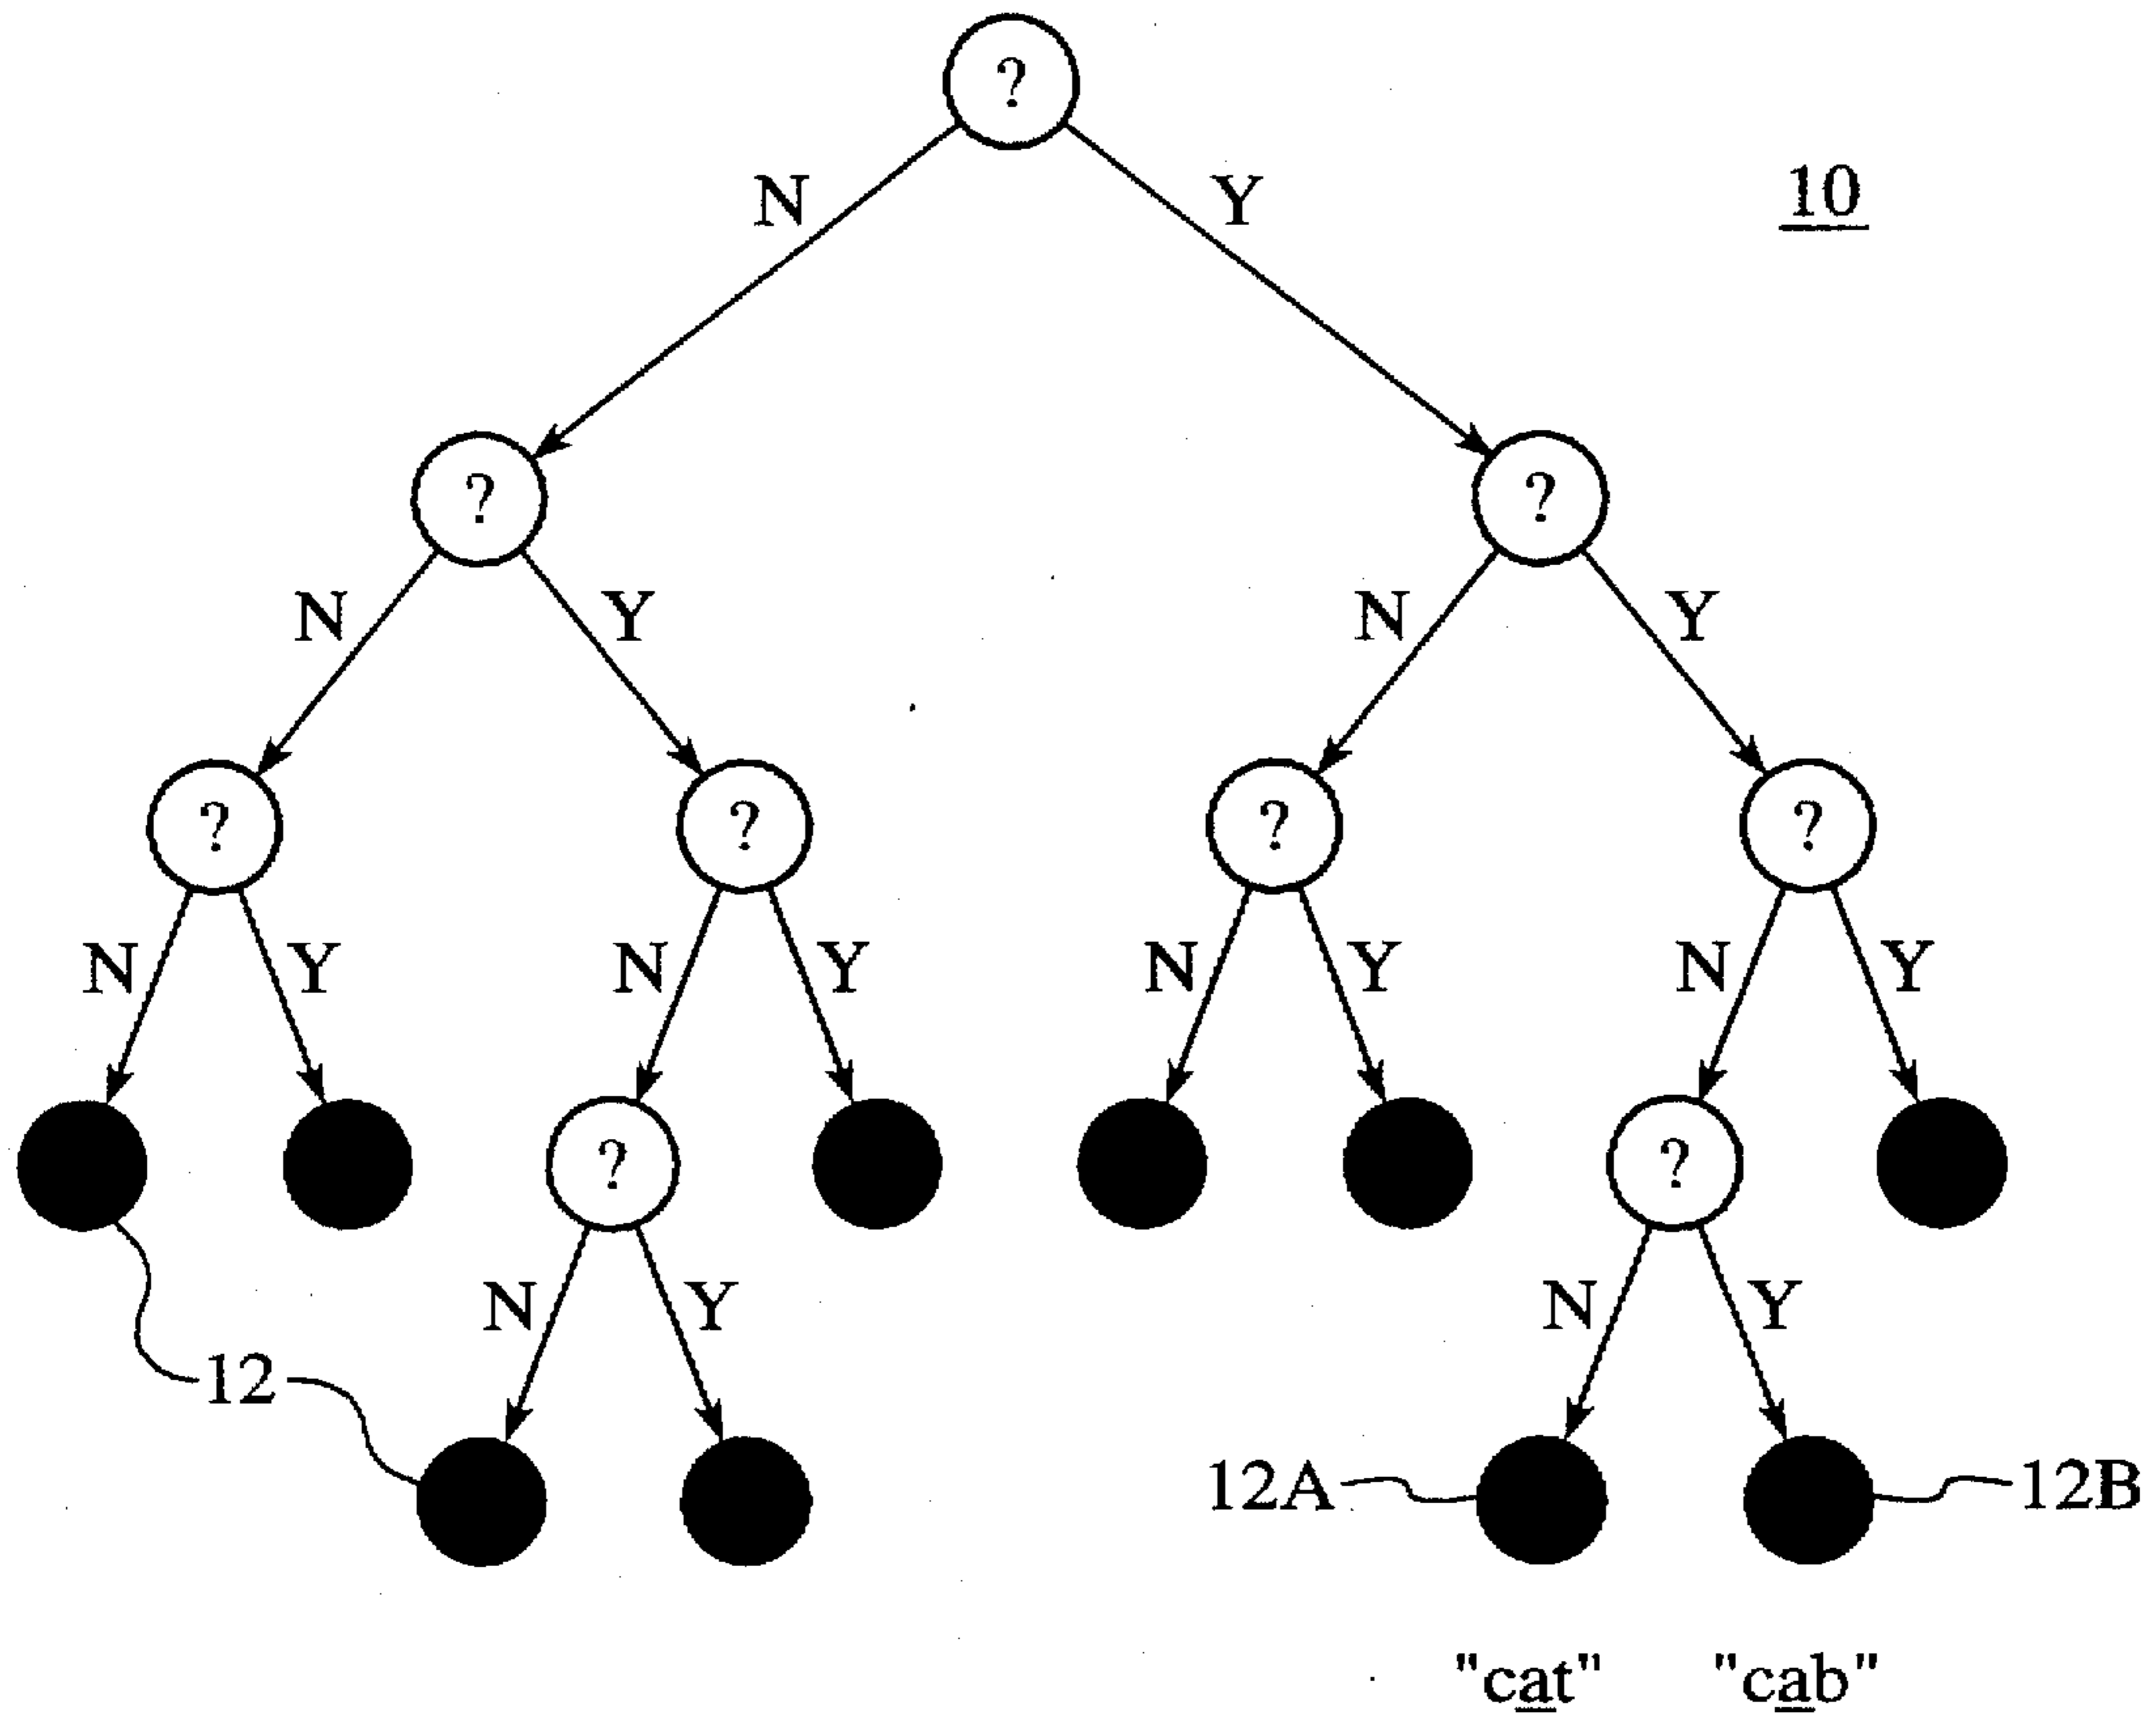 ?
10
N Y
? ?
N Y N Y
? ? ? ?
N Y N Y N Y N Y
? ?
N Y N Y
12
12A 12B
"cat" "cab"